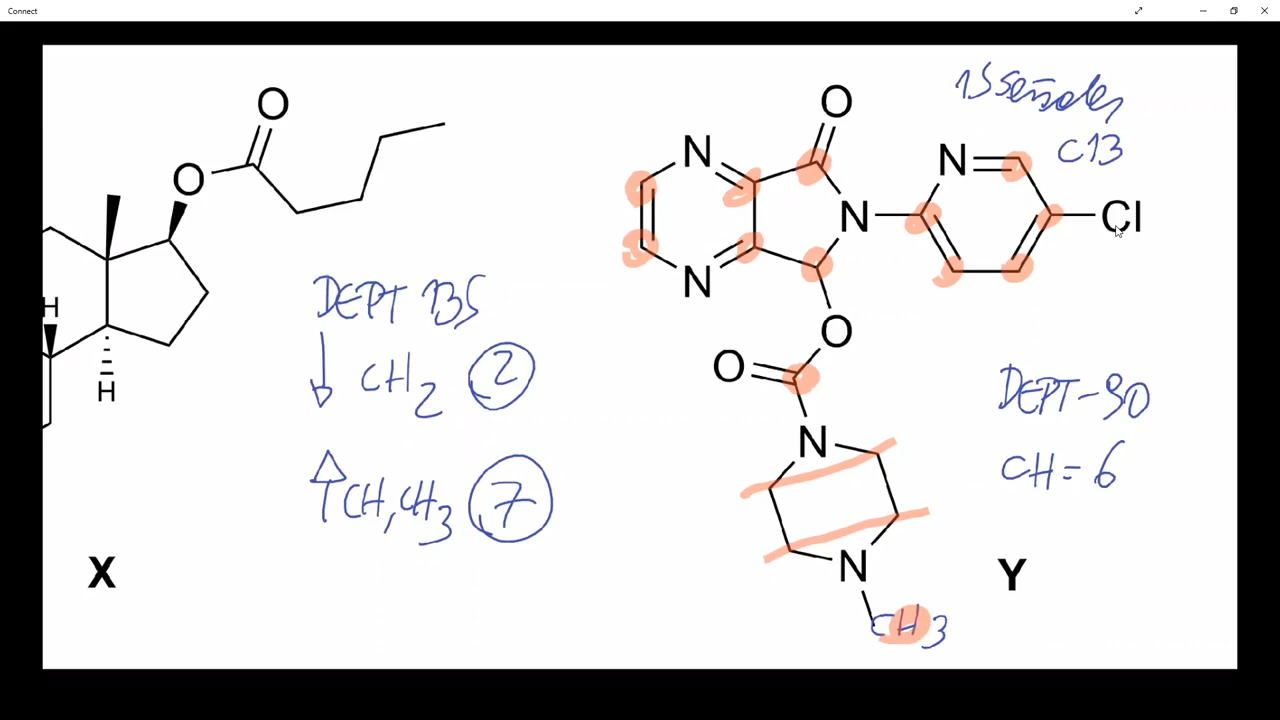 Connect
O
O
H
H
X
DEPT 135
CH2 2
CH, CH3 7
O
N
N
N
N
Cl
O
O
N
N
CH3
15 señales
C13
DEPT-90
CH = 6
Y